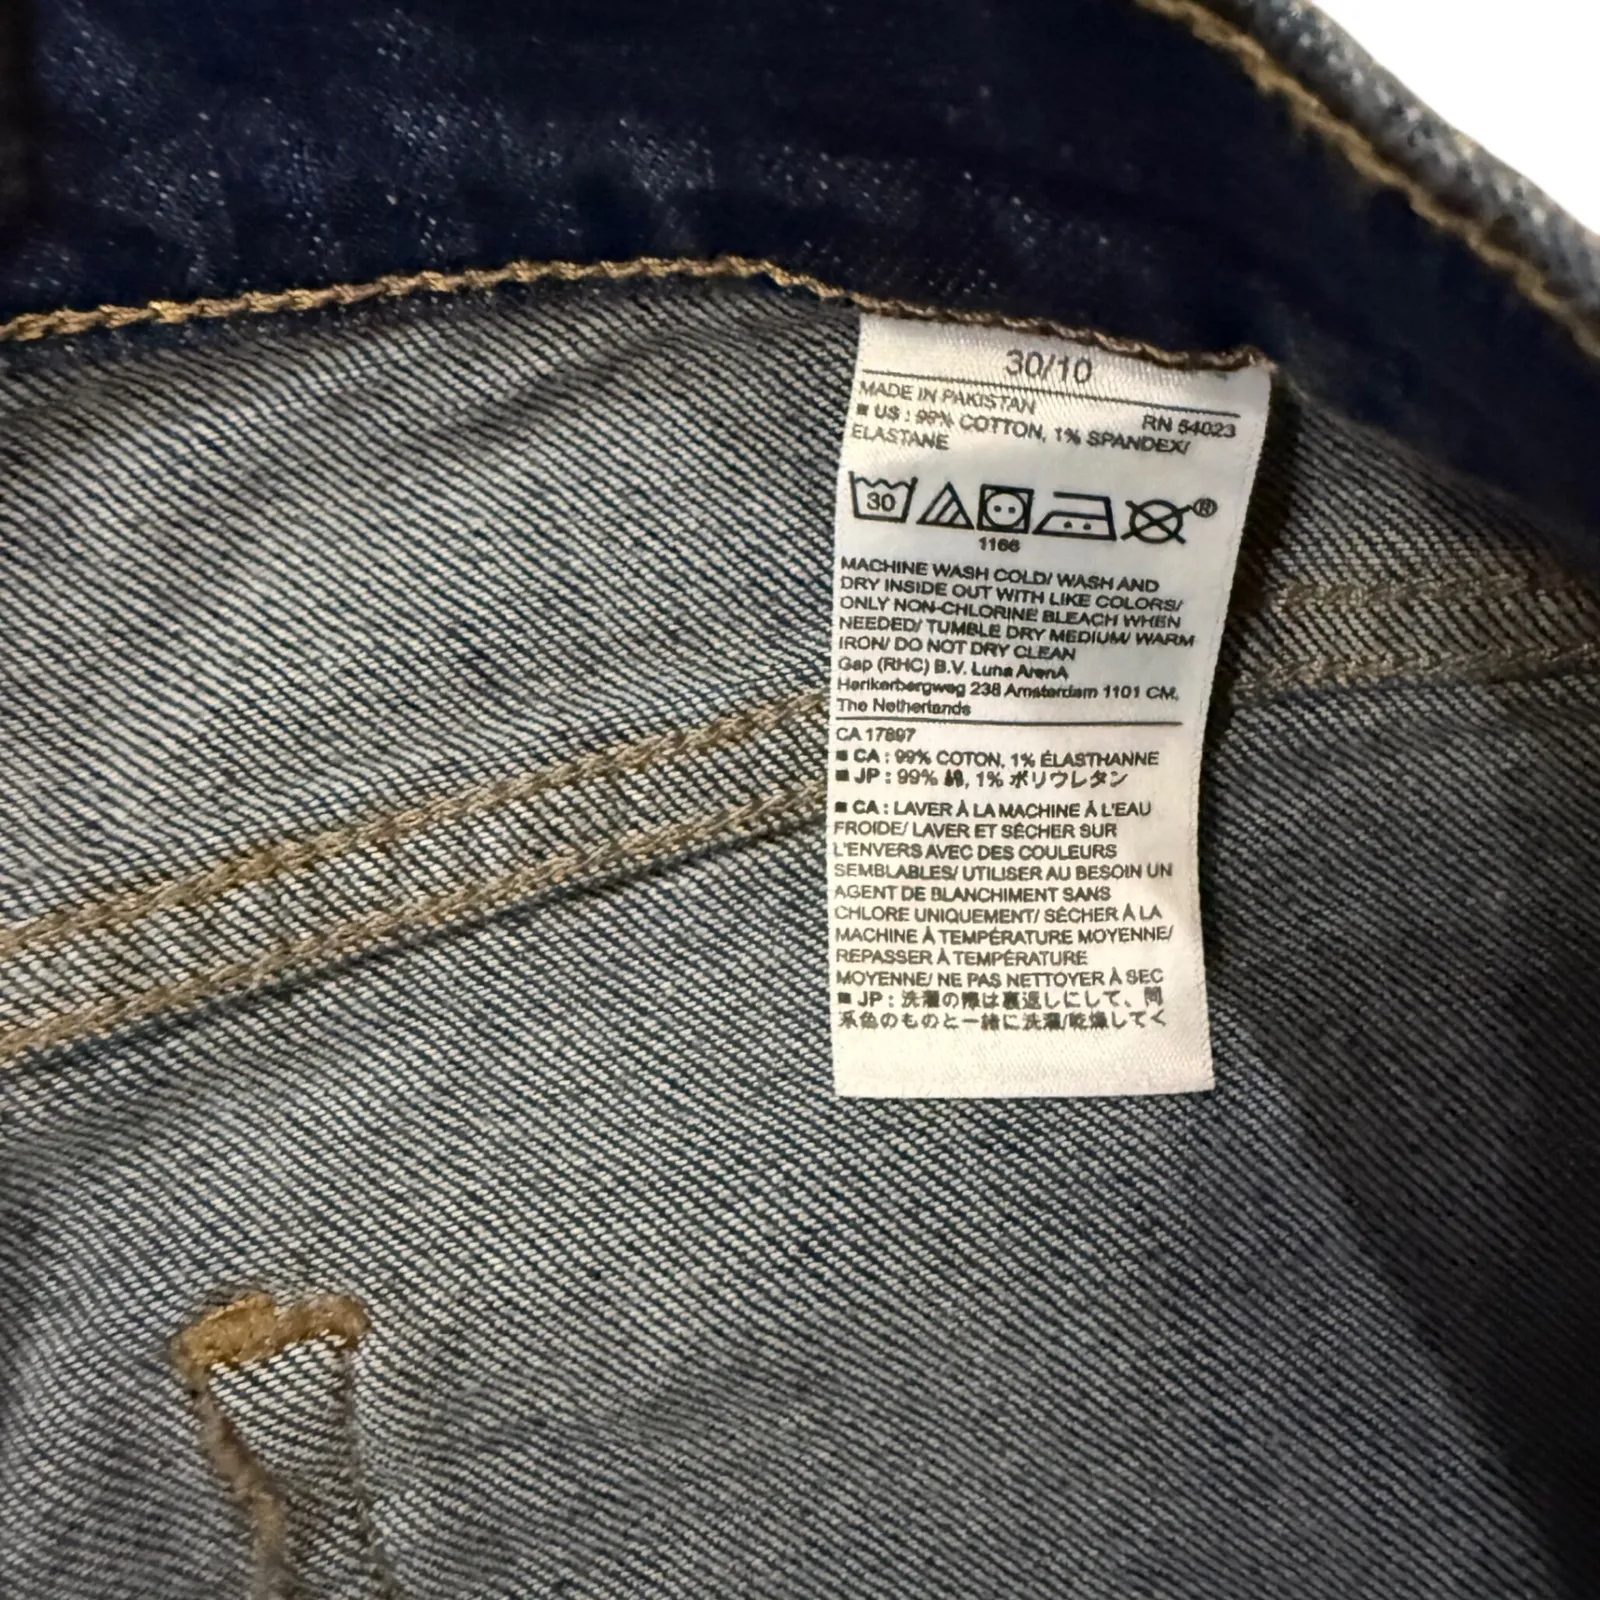 30/10
MADE IN PAKISTAN RN 54023
■ US : 99% COTTON, 1% SPANDEX/
ELASTANE
30 ®
1166
MACHINE WASH COLD/ WASH AND
DRY INSIDE OUT WITH LIKE COLORS/
ONLY NON-CHLORINE BLEACH WHEN
NEEDED/ TUMBLE DRY MEDIUM/ WARM
IRON/ DO NOT DRY CLEAN
Gap (RHC) B.V. Luna ArenA
Herikerbergweg 238 Amsterdam 1101 CM,
The Netherlands
CA 17897
■ CA : 99% COTON, 1% ÉLASTHANNE
■ JP : 99% 綿, 1% ポリウレタン
■ CA : LAVER À LA MACHINE À L'EAU
FROIDE/ LAVER ET SÉCHER SUR
L'ENVERS AVEC DES COULEURS
SEMBLABLES/ UTILISER AU BESOIN UN
AGENT DE BLANCHIMENT SANS
CHLORE UNIQUEMENT/ SÉCHER À LA
MACHINE À TEMPÉRATURE MOYENNE/
REPASSER À TEMPÉRATURE
MOYENNE/ NE PAS NETTOYER À SEC
■ JP : 洗濯の際は裏返しにして、同
系色のものと一緒に洗濯/乾燥してく